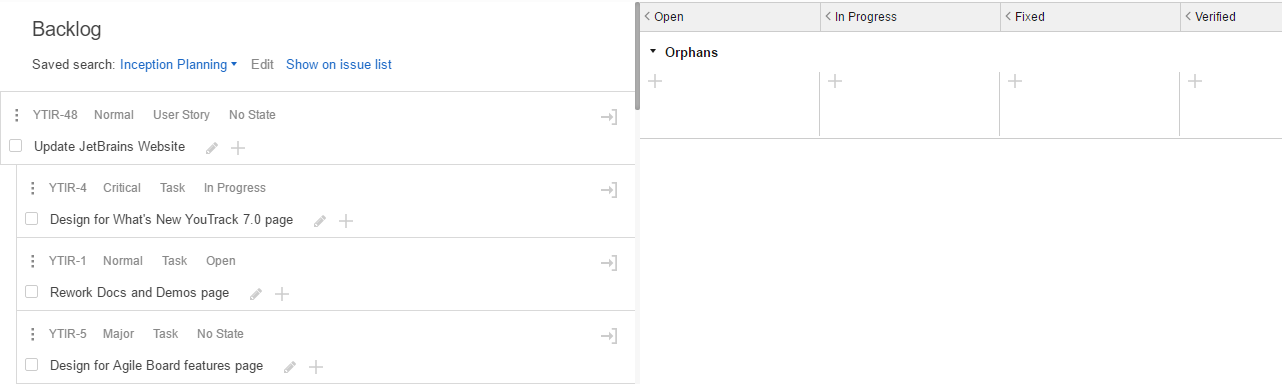 Backlog
Saved search: Inception Planning Edit Show on issue list
YTIR-48 Normal User Story No State
Update JetBrains Website
YTIR-4 Critical Task In Progress
Design for What's New YouTrack 7.0 page
YTIR-1 Normal Task Open
Rework Docs and Demos page
YTIR-5 Major Task No State
Design for Agile Board features page
Open In Progress Fixed Verified
Orphans